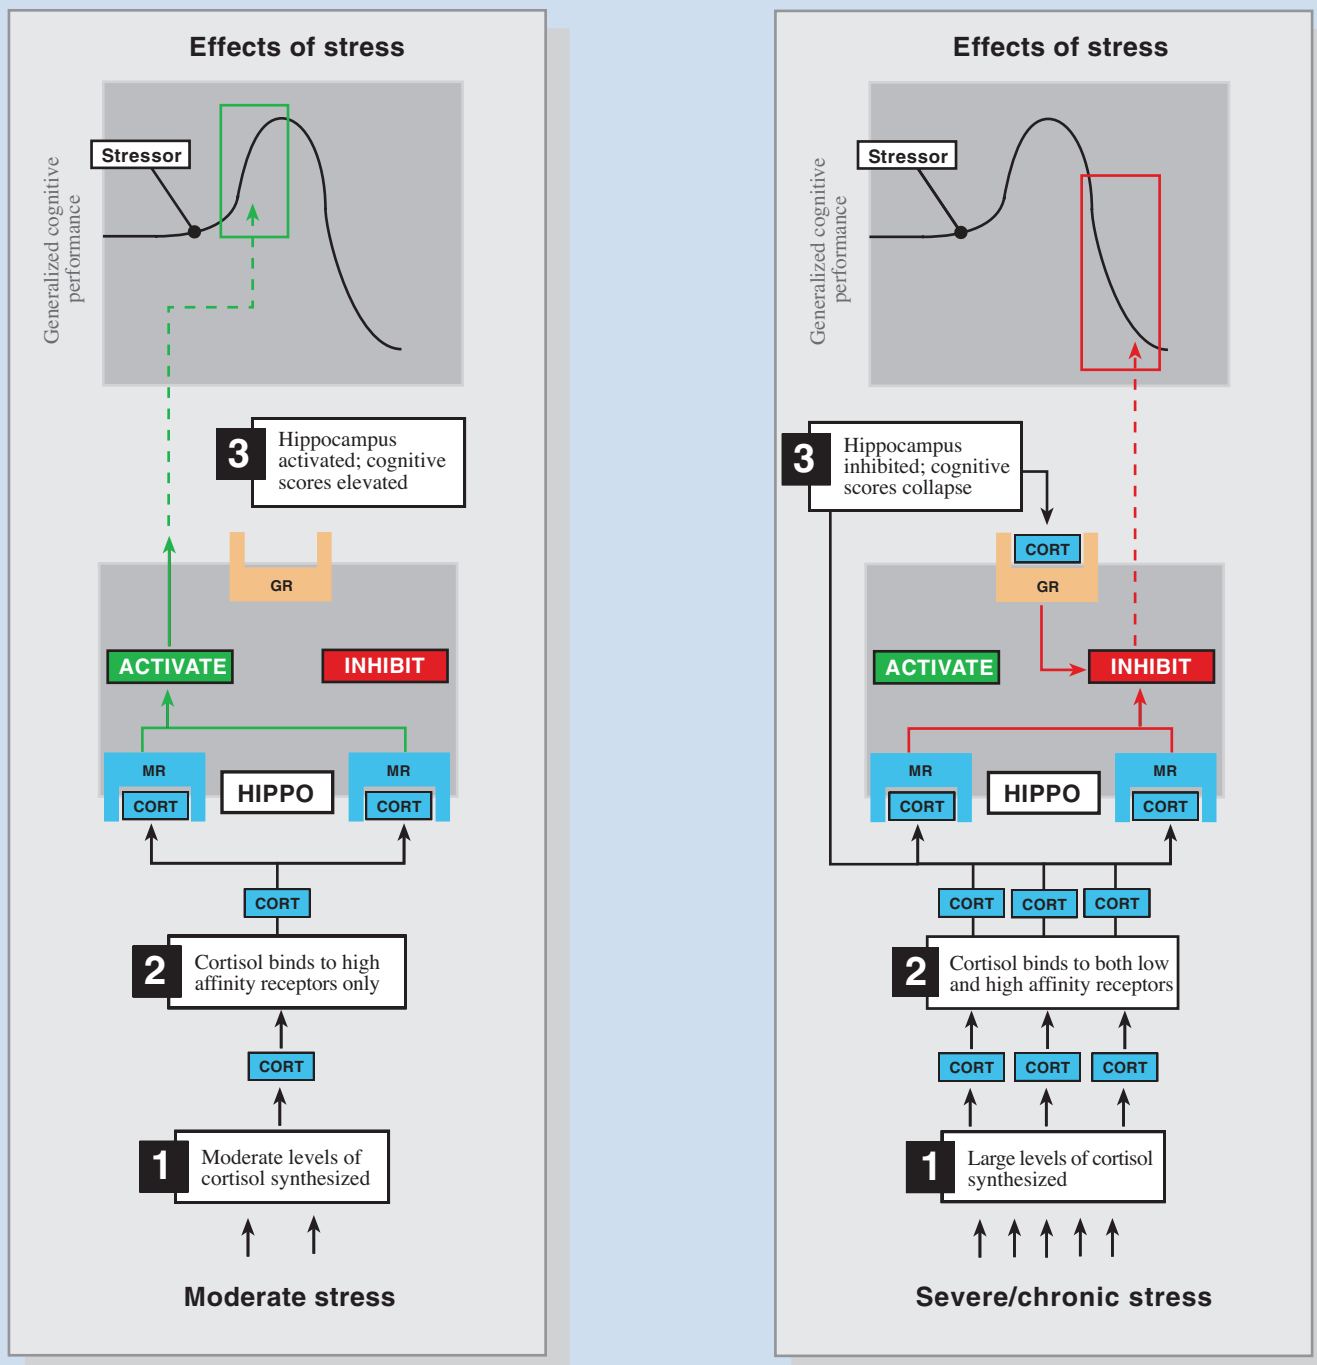 Effects of stress
Generalized cognitive
performance
Stressor
3
Hippocampus
activated; cognitive
scores elevated
GR
ACTIVATE
INHIBIT
MR
MR
HIPPO
CORT
CORT
CORT
2
Cortisol binds to high
affinity receptors only
CORT
1
Moderate levels of
cortisol synthesized
Moderate stress
Effects of stress
Generalized cognitive
performance
Stressor
3
Hippocampus
inhibited; cognitive
scores collapse
CORT
GR
ACTIVATE
INHIBIT
MR
MR
HIPPO
CORT
CORT
CORT
CORT
CORT
2
Cortisol binds to both low
and high affinity receptors
CORT
CORT
CORT
1
Large levels of cortisol
synthesized
Severe/chronic stress